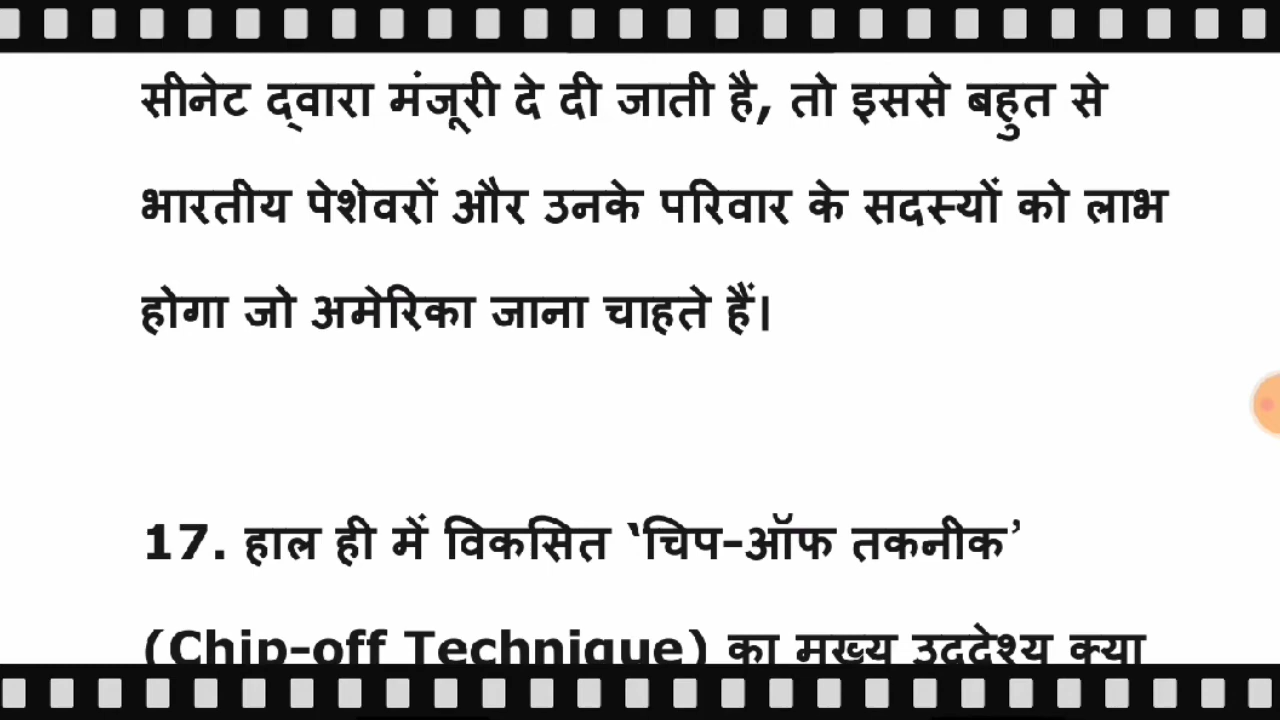 सीनेट द्वारा मंजूरी दे दी जाती है, तो इससे बहुत से
भारतीय पेशेवरों और उनके परिवार के सदस्यों को लाभ
होगा जो अमेरिका जाना चाहते हैं।
17. हाल ही में विकसित ‘चिप-ऑफ तकनीक’
(Chip-off Technique) का मुख्य उद्देश्य क्या